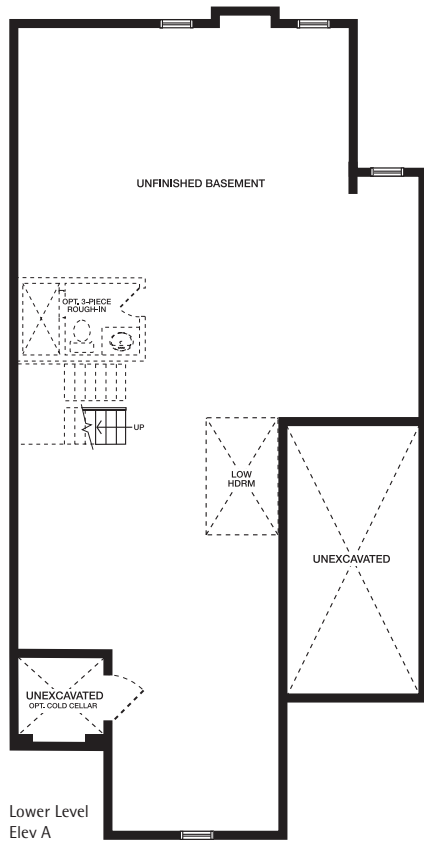 UNFINISHED BASEMENT
OPT. 3-PIECE
ROUGH-IN
UP
LOW
HDRM
UNEXCAVATED
UNEXCAVATED
OPT. COLD CELLAR
Lower Level
Elev A